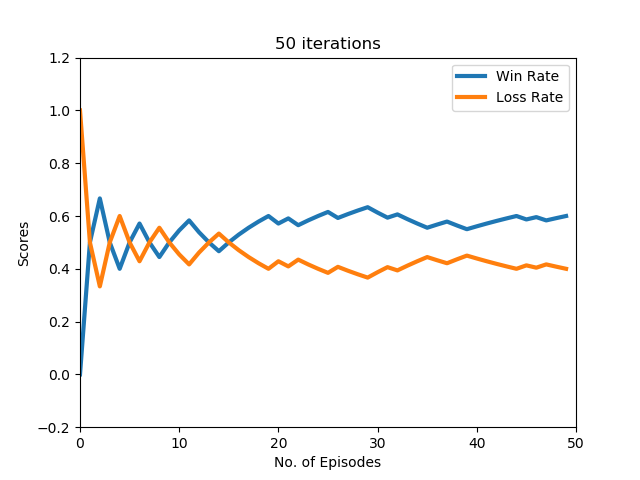 50 iterations
Win Rate
Loss Rate
1.2
1.0
0.8
0.6
0.4
0.2
0.0
−0.2
Scores
0 10 20 30 40 50
No. of Episodes